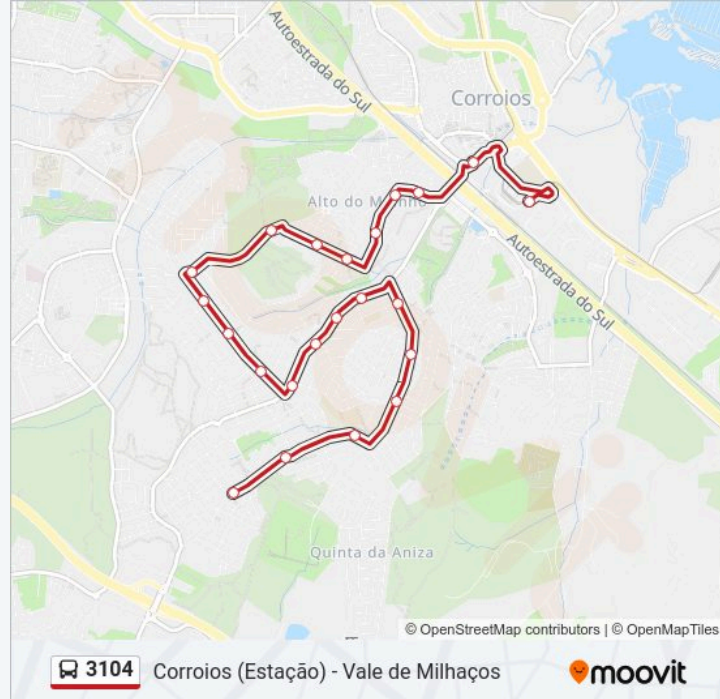 Autoestrada do Sul
Corroios
Alto do Moinho
Autoestrada do Sul
Quinta da Aniza
© OpenStreetMap contributors | © OpenMapTiles
3104 Corroios (Estação) - Vale de Milhaços
moovit